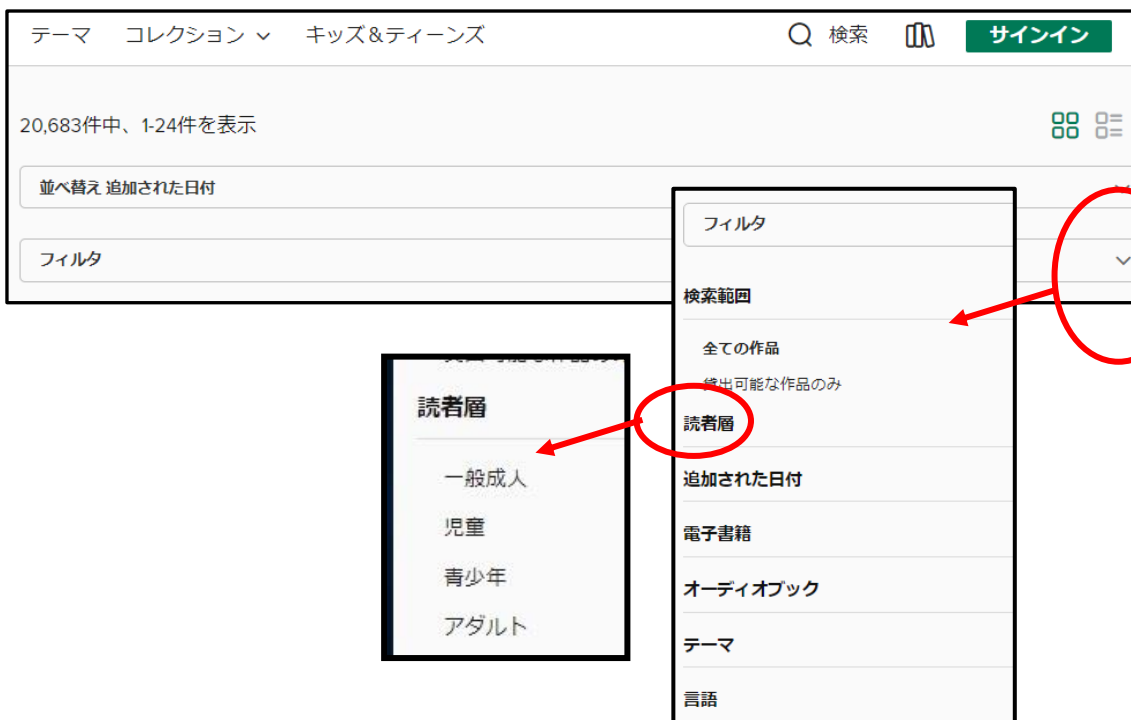 テーマ コレクション キッズ&ティーンズ 検索 サインイン
20,683件中、1-24件を表示
並べ替え 追加された日付
フィルタ
フィルタ
検索範囲
全ての作品
貸出可能な作品のみ
読者層
追加された日付
電子書籍
オーディオブック
テーマ
言語
読者層
一般成人
児童
青少年
アダルト